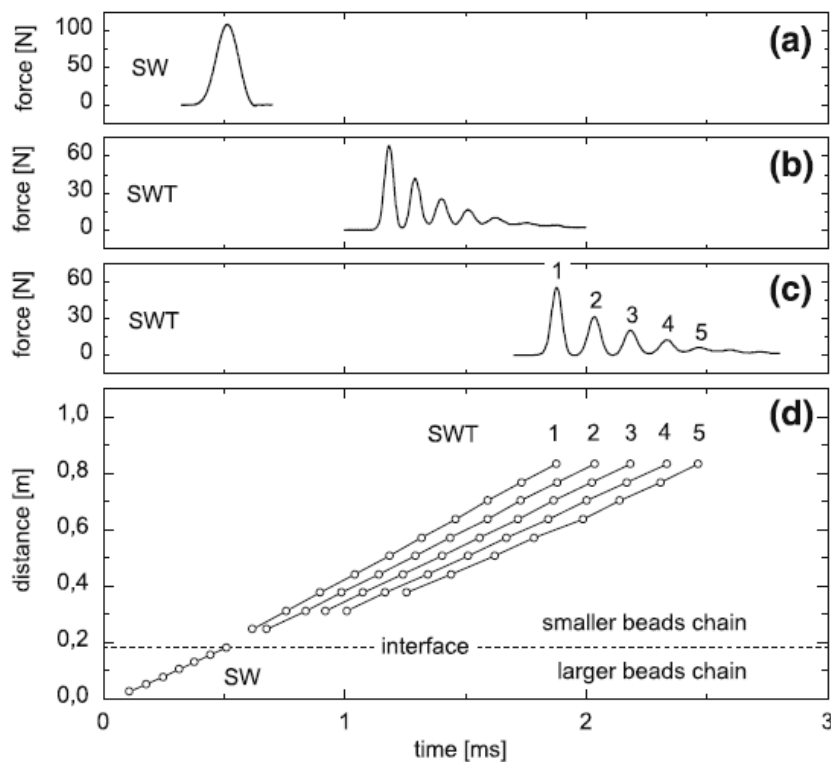 100
50
0
force [N]
SW
(a)
60
30
0
force [N]
SWT
(b)
60
30
0
force [N]
SWT
1
2
3
4
5
(c)
1,0
0,8
0,6
0,4
0,2
0,0
distance [m]
SWT 1 2 3 4 5
(d)
smaller beads chain
interface
SW
larger beads chain
0 1 2 3
time [ms]